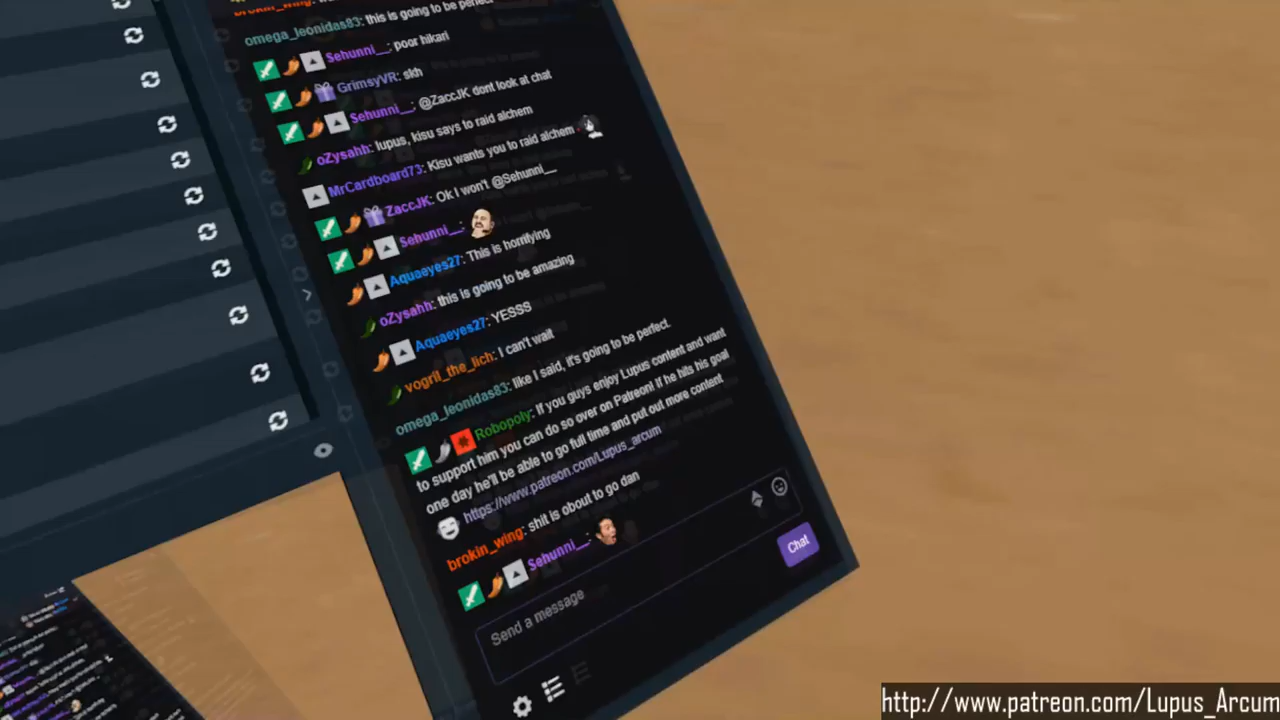 brokin_wing:
omega_leonidas83: this is going to be perfect
Sehunni__: poor hikari
GrimsyVR: skh
Sehunni__: @ZaccJK dont look at chat
oZysahh: lupus, kisu says to raid alchem
MrCardboard73: Kisu wants you to raid alchem
ZaccJK: Ok I won't @Sehunni__
Sehunni__:
Aquaeyes27: This is horrifying
oZysahh: this is going to be amazing
Aquaeyes27: YESSS
vogril_the_lich: I can't wait
omega_leonidas83: like I said, it's going to be perfect.
Robopoly: If you guys enjoy Lupus content and want
to support him you can do so over on Patreon! If he hits his goal
one day he'll be able to go full time and put out more content
https://www.patreon.com/Lupus_arcum
brokin_wing: shit is obout to go dan
Sehunni__:
Send a message
Chat
http://www.patreon.com/Lupus_Arcum